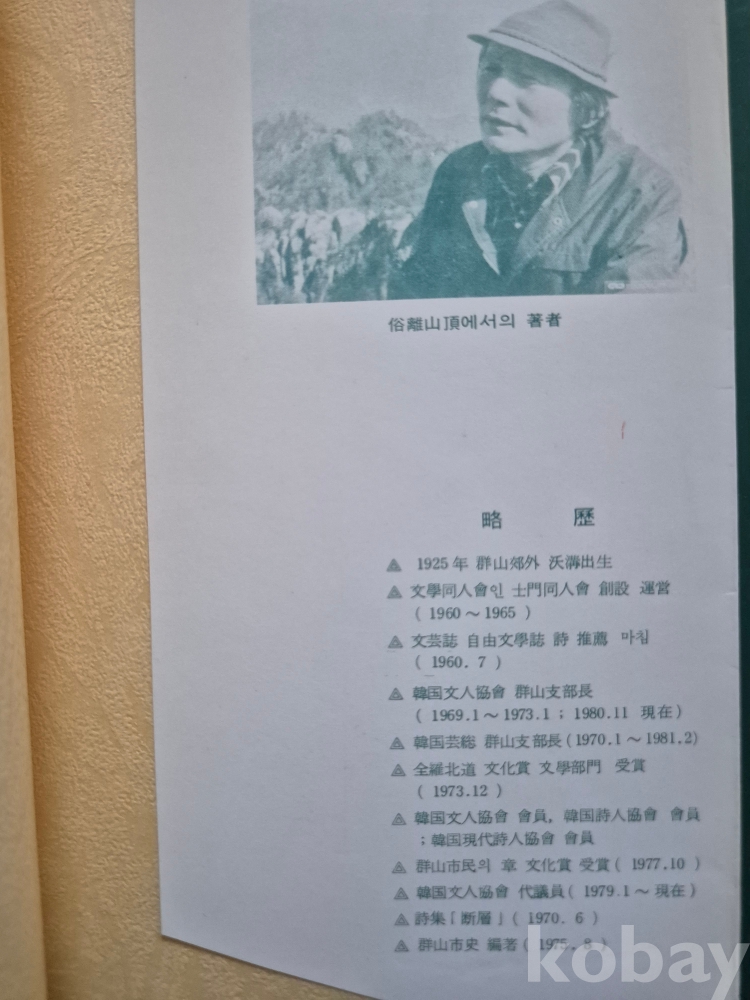 俗離山頂에서의 著者
略 歷
1925年 群山郊外 沃溝出生
文學同人會인 士門同人會 創設 運営
( 1960 ～ 1965 )
文芸誌 自由文學誌 詩 推薦 마침
( 1960. 7 )
韓国文人協會 群山支部長
( 1969.1 ～ 1973.1 ; 1980.11 現在)
韓国芸総 群山支部長 (1970.1 ～ 1981.2)
全羅北道 文化賞 文學部門 受賞
( 1973.12 )
韓国文人協會 會員, 韓国詩人協會 會員
; 韓国現代詩人協會 會員
群山市民의 章 文化賞 受賞 ( 1977.10 )
韓国文人協會 代議員 ( 1979.1 ～ 現在)
詩集「断層」( 1970. 6 )
群山市史 編著 ( 1975. 8 )
kobay